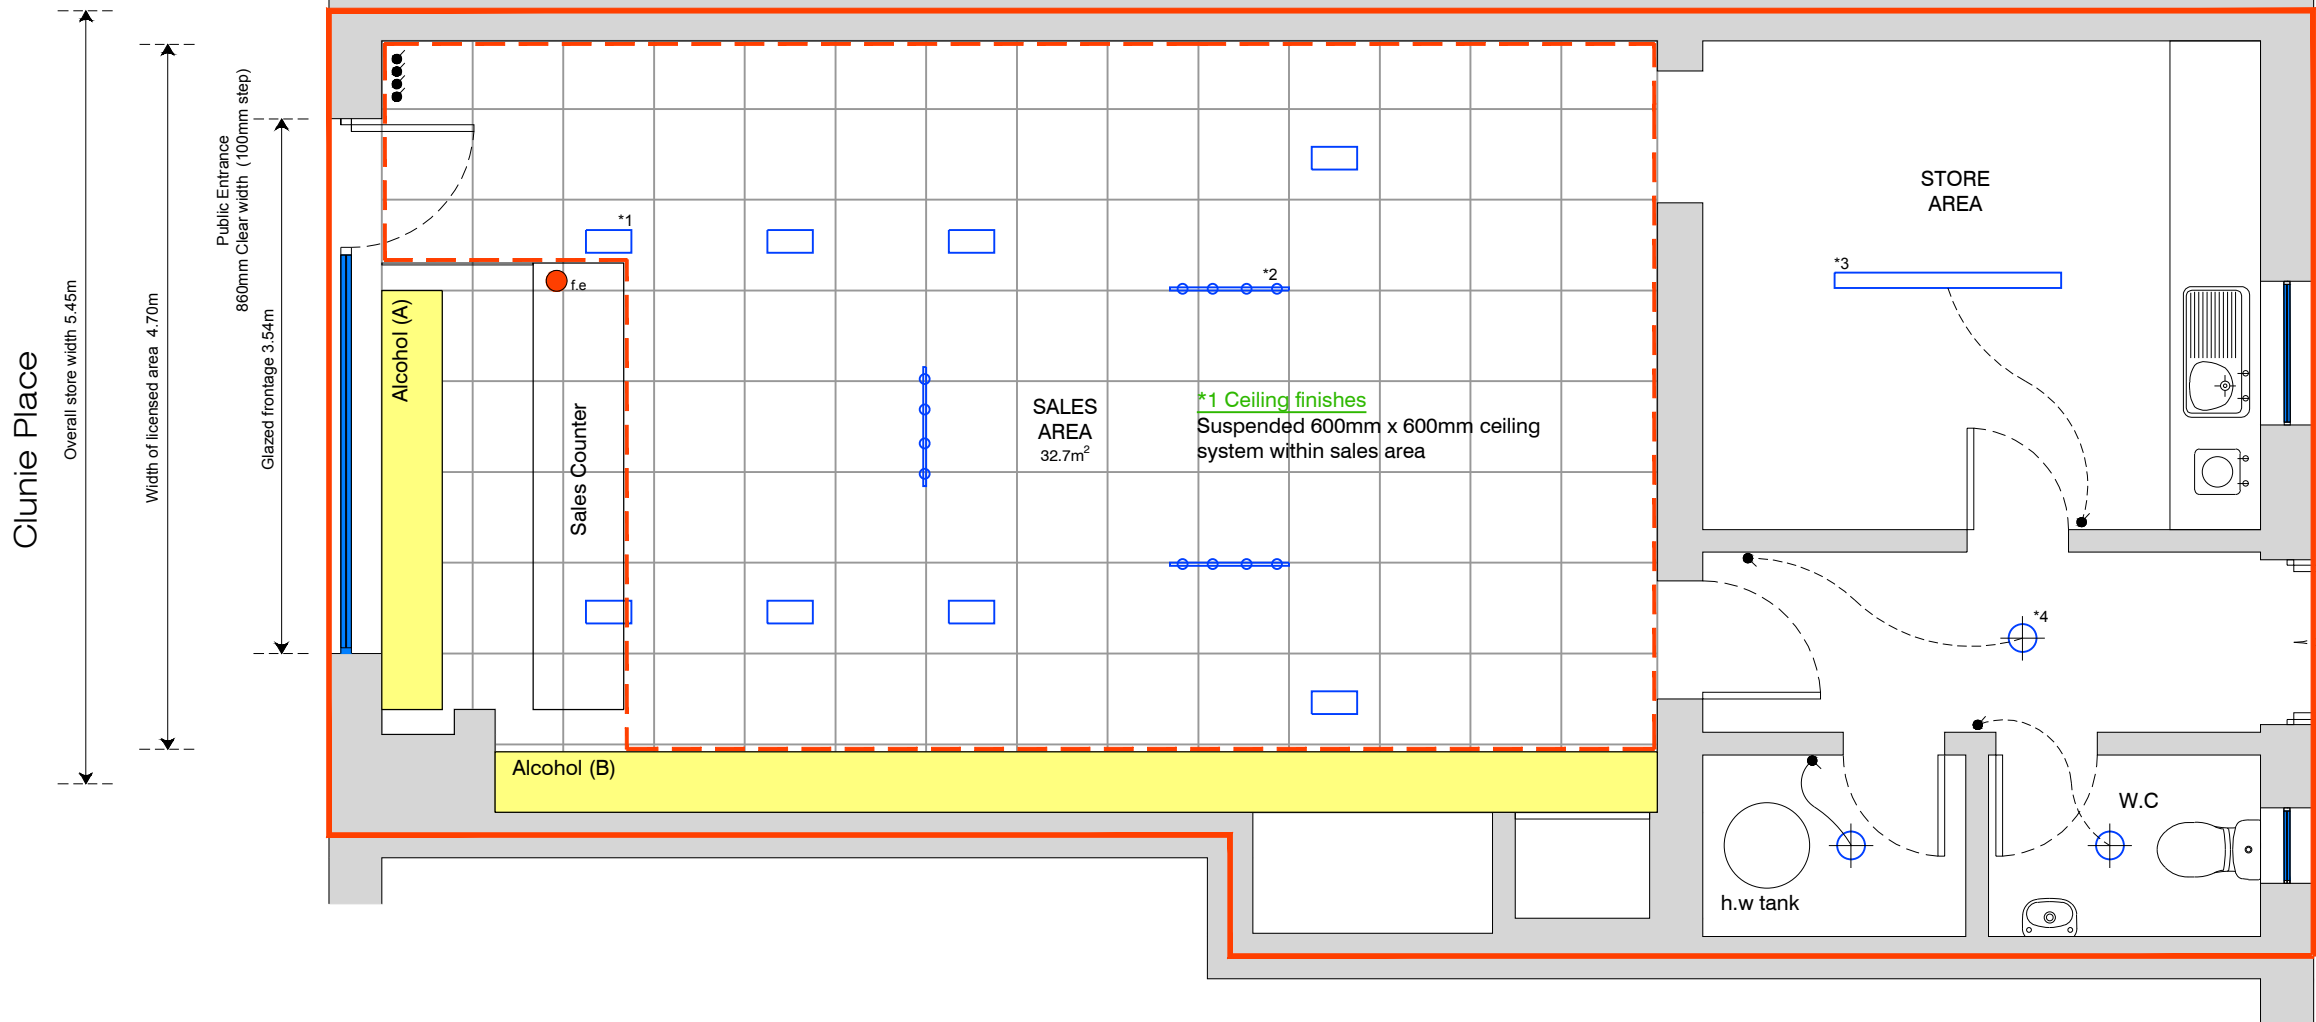 Clunie Place
Overall store width 5.45m
Width of licensed area  4.70m
Public Entrance
860mm Clear width  (100mm step)
Glazed frontage 3.54m
*1
f.e
Alcohol (A)
Sales Counter
*2
SALES
AREA
32.7m²
*1 Ceiling finishes
Suspended 600mm x 600mm ceiling
system within sales area
Alcohol (B)
STORE
AREA
*3
*4
W.C
h.w tank